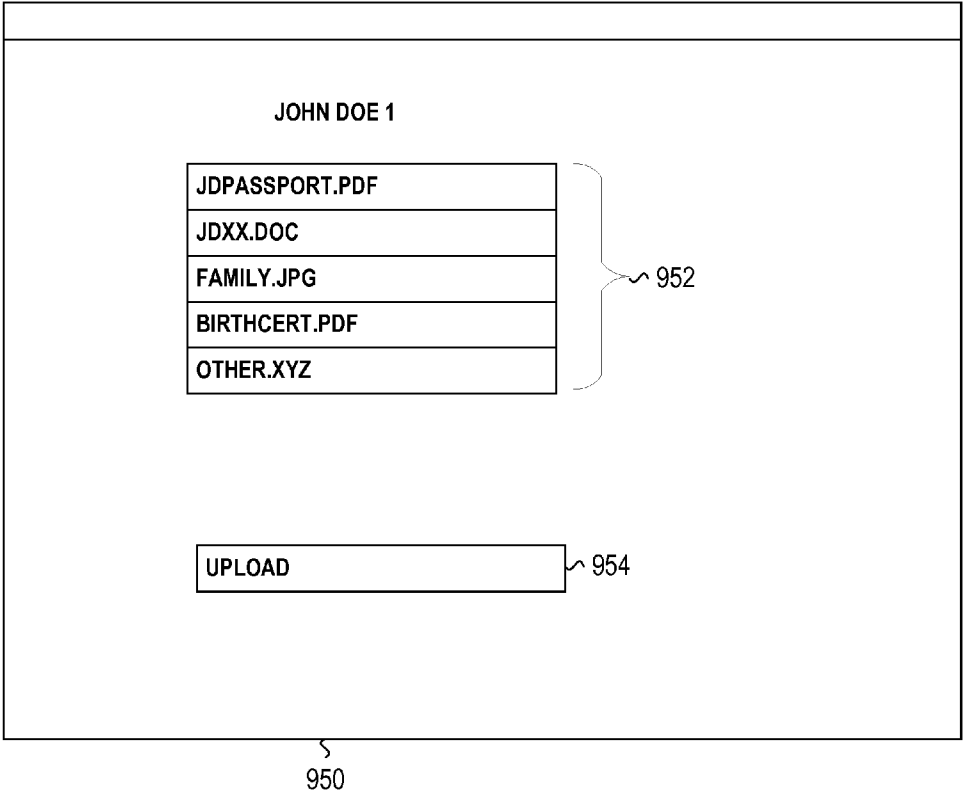 JOHN DOE 1
JDPASSPORT.PDF
JDXX.DOC
FAMILY.JPG
952
BIRTHCERT.PDF
OTHER.XYZ
UPLOAD
954
950